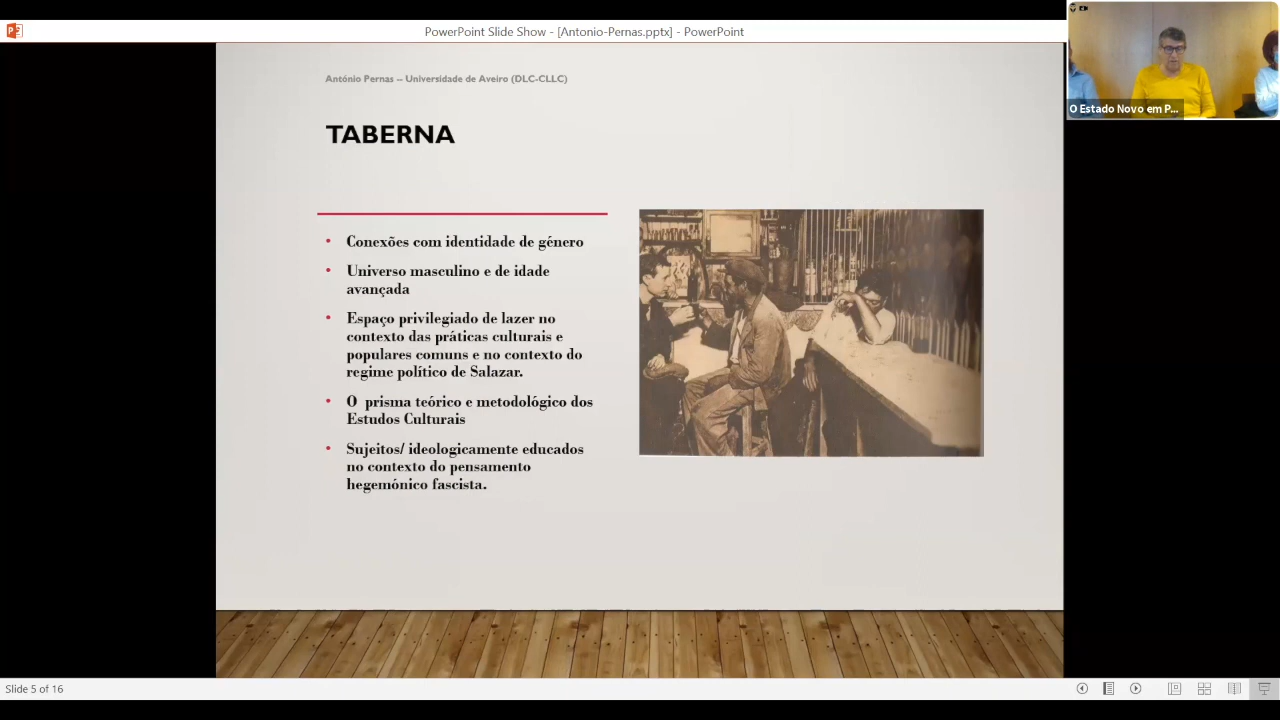 PowerPoint Slide Show - [Antonio-Pernas.pptx] - PowerPoint
O Estado Novo em P...
António Pernas – Universidade de Aveiro (DLC-CLLC)
TABERNA
• Conexões com identidade de género
• Universo masculino e de idade
avançada
• Espaço privilegiado de lazer no
contexto das práticas culturais e
populares comuns e no contexto do
regime político de Salazar.
• O prisma teórico e metodológico dos
Estudos Culturais
• Sujeitos/ ideologicamente educados
no contexto do pensamento
hegemónico fascista.
Slide 5 of 16